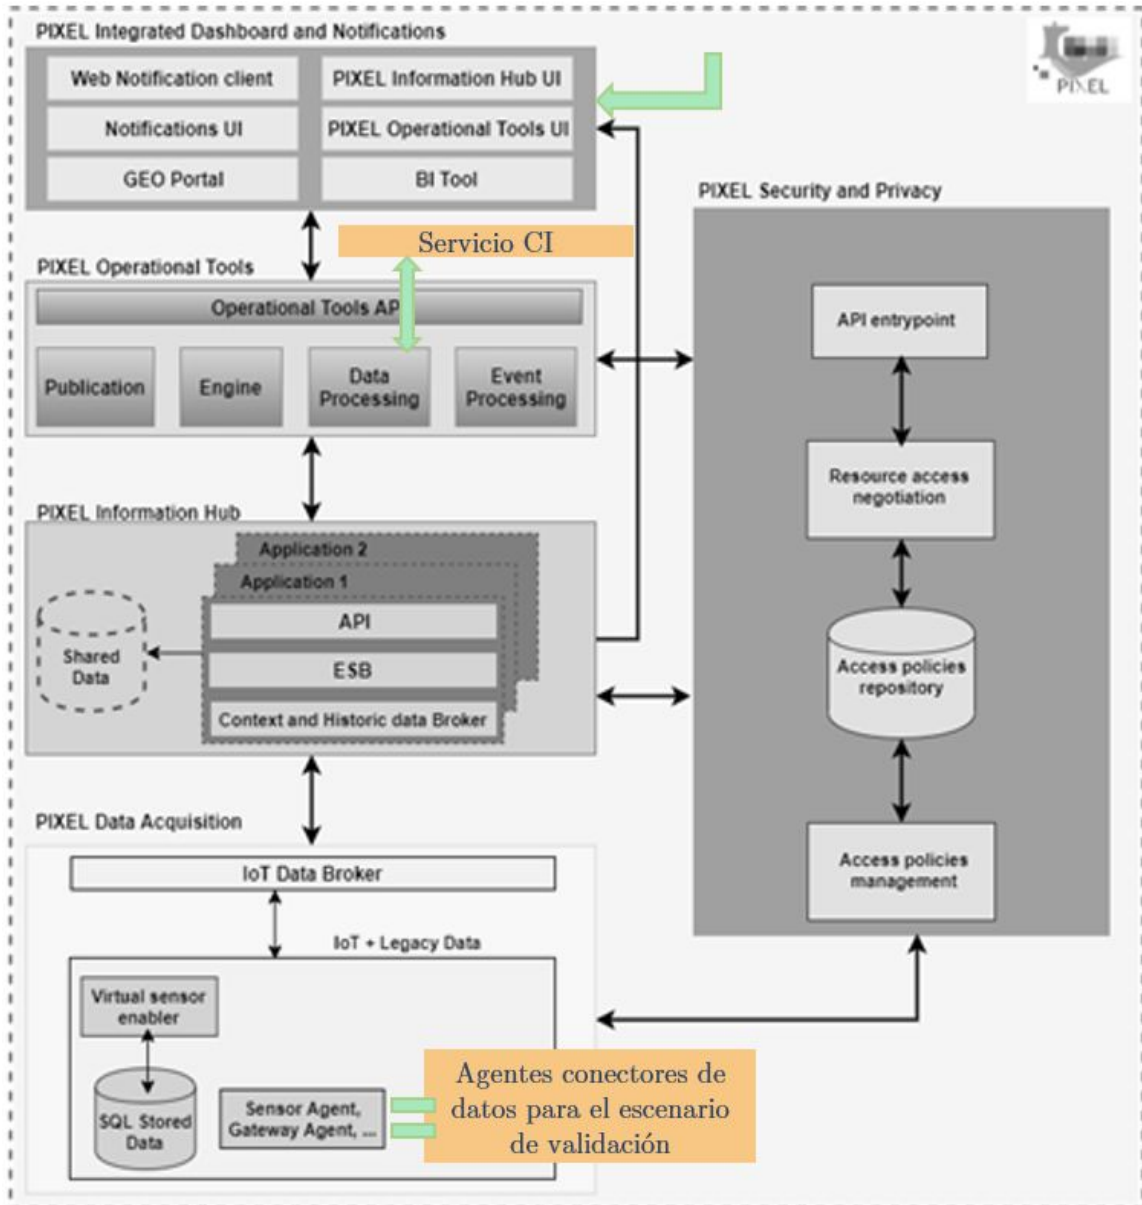 PIXEL Integrated Dashboard and Notifications
Web Notification client
PIXEL Information Hub UI
Notifications UI
PIXEL Operational Tools UI
GEO Portal
BI Tool
PIXEL
PIXEL Security and Privacy
Servicio CI
PIXEL Operational Tools
Operational Tools AP
Publication
Engine
Data
Processing
Event
Processing
API entrypoint
Resource access
negotiation
Access policies
repository
Access policies
management
PIXEL Information Hub
Application 2
Application 1
API
ESB
Context and Historic data Broker
Shared
Data
PIXEL Data Acquisition
IoT Data Broker
IoT + Legacy Data
Virtual sensor
enabler
SQL Stored
Data
Sensor Agent,
Gateway Agent, ...
Agentes conectores de
datos para el escenario
de validación